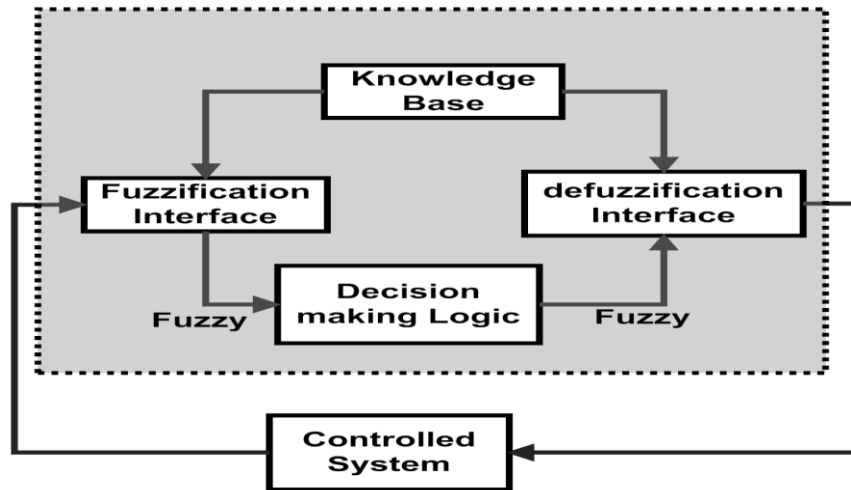 Knowledge
Base
Fuzzification
Interface
defuzzification
Interface
Decision
making Logic
Fuzzy
Fuzzy
Controlled
System